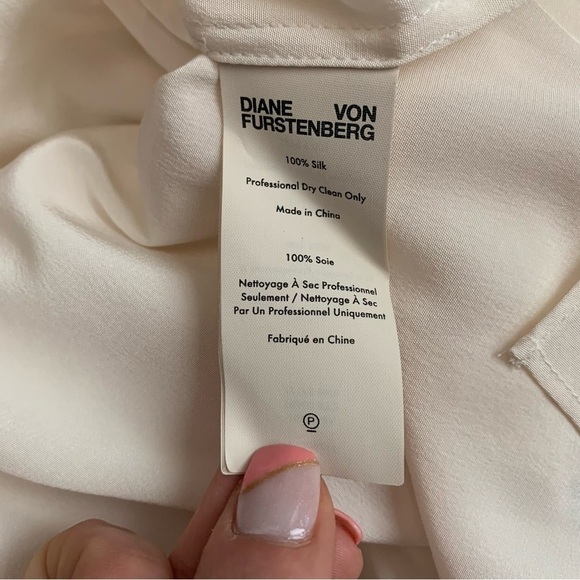 DIANE VON
FURSTENBERG
100% Silk
Professional Dry Clean Only
Made in China
100% Soie
Nettoyage À Sec Professionnel
Seulement / Nettoyage À Sec
Par Un Professionnel Uniquement
Fabriqué en Chine
P